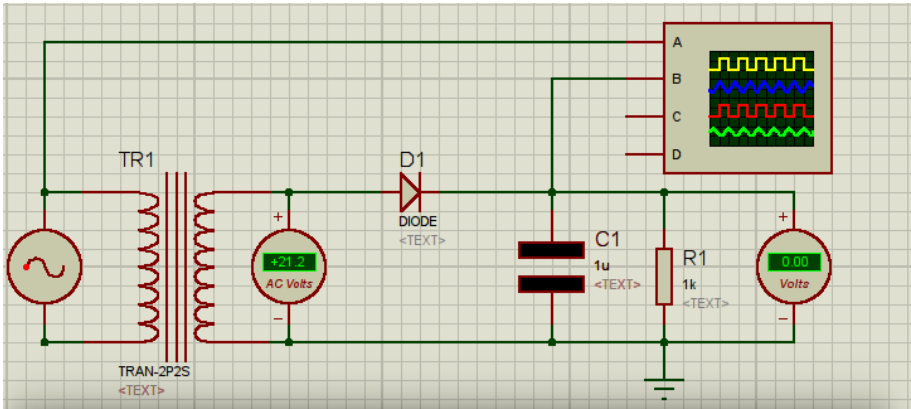 A
B
C
D
TR1
D1
+
+
DIODE
<TEXT>
C1
1u
<TEXT>
R1
1k
<TEXT>
+21.2
AC Volts
0.00
Volts
−
−
TRAN-2P2S
<TEXT>